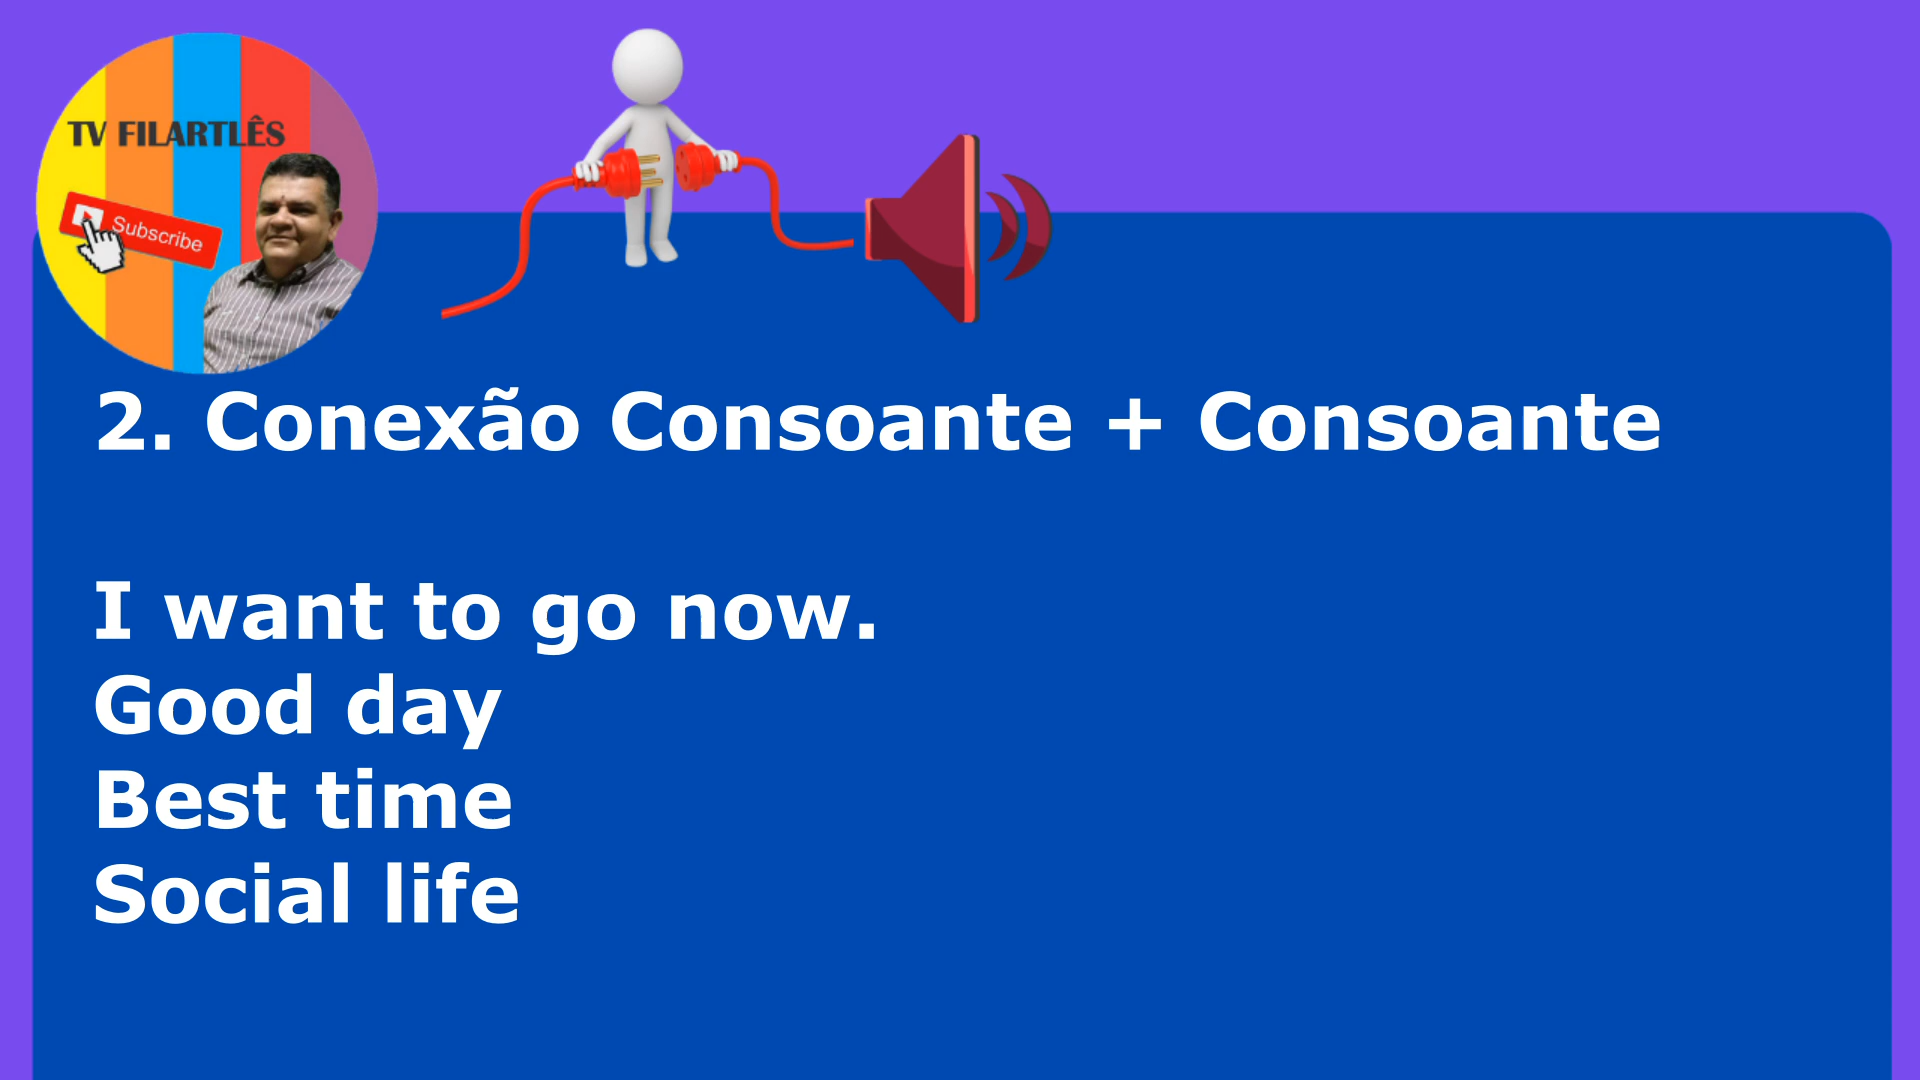 TV FILARTLÊS
Subscribe
2. Conexão Consoante + Consoante
I want to go now.
Good day
Best time
Social life